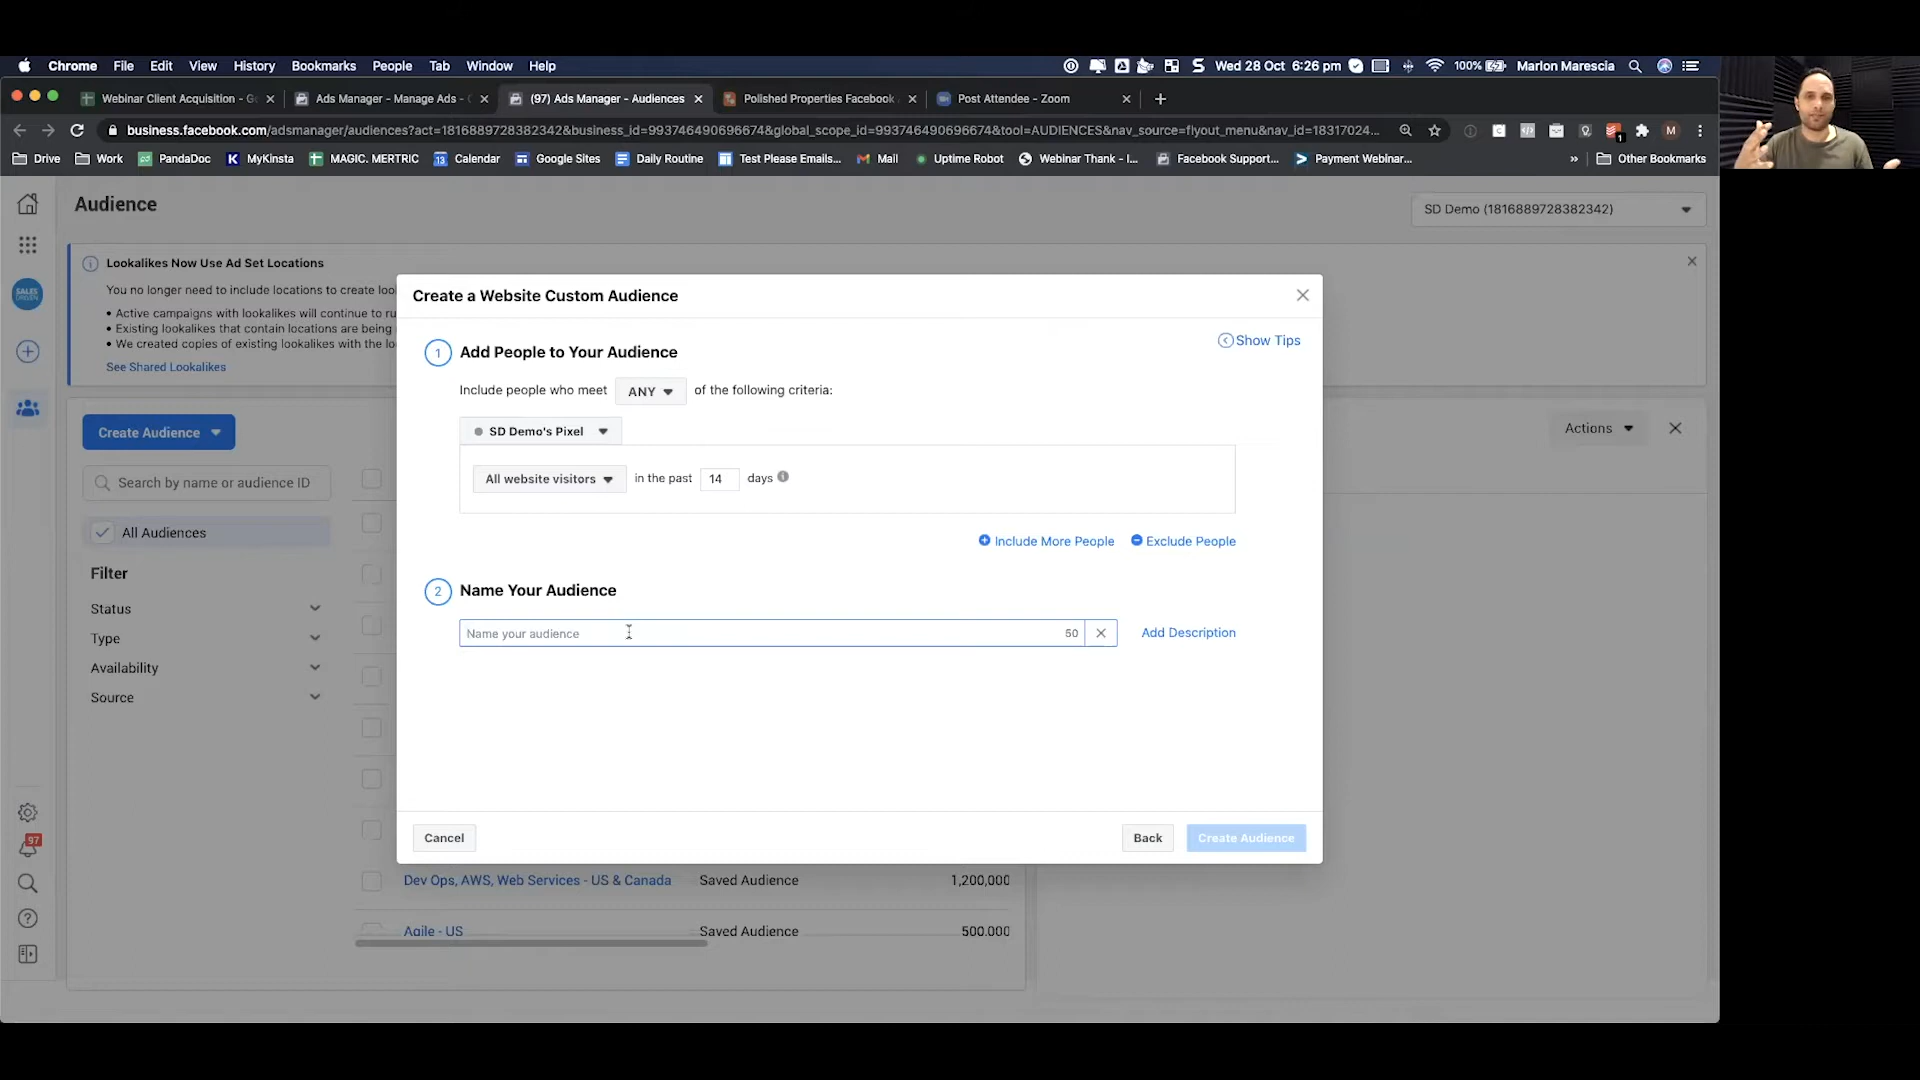 Chrome File Edit View History Bookmarks People Tab Window Help Wed 28 Oct 6:26 pm 100% Marlon Marescia
Webinar Client Acquisition - G Ads Manager - Manage Ads - (97) Ads Manager - Audiences Polished Properties Facebook Post Attendee - Zoom
business.facebook.com/adsmanager/audiences?act=1816889728382342&business_id=993746490696674&global_scope_id=993746490696674&tool=AUDIENCES&nav_source=flyout_menu&nav_id=18317024...
Drive Work PandaDoc MyKinsta MAGIC. MERTRIC Calendar Google Sites Daily Routine Test Please Emails... Mail Uptime Robot Webinar Thank - I... Facebook Support... Payment Webinar... » Other Bookmarks
Audience
SD Demo (1816889728382342)
Lookalikes Now Use Ad Set Locations
You no longer need to include locations to create loo
• Active campaigns with lookalikes will continue to ru
• Existing lookalikes that contain locations are being
• We created copies of existing lookalikes with the lo
See Shared Lookalikes
SALES DRIVEN
Create Audience
Search by name or audience ID
All Audiences
Filter
Status
Type
Availability
Source
97
Actions
Create a Website Custom Audience
Show Tips
1 Add People to Your Audience
Include people who meet ANY of the following criteria:
SD Demo's Pixel
All website visitors in the past 14 days
Include More People Exclude People
2 Name Your Audience
Name your audience 50 Add Description
Cancel Back Create Audience
Dev Ops, AWS, Web Services - US & Canada Saved Audience 1,200,000
Agile - US Saved Audience 500,000